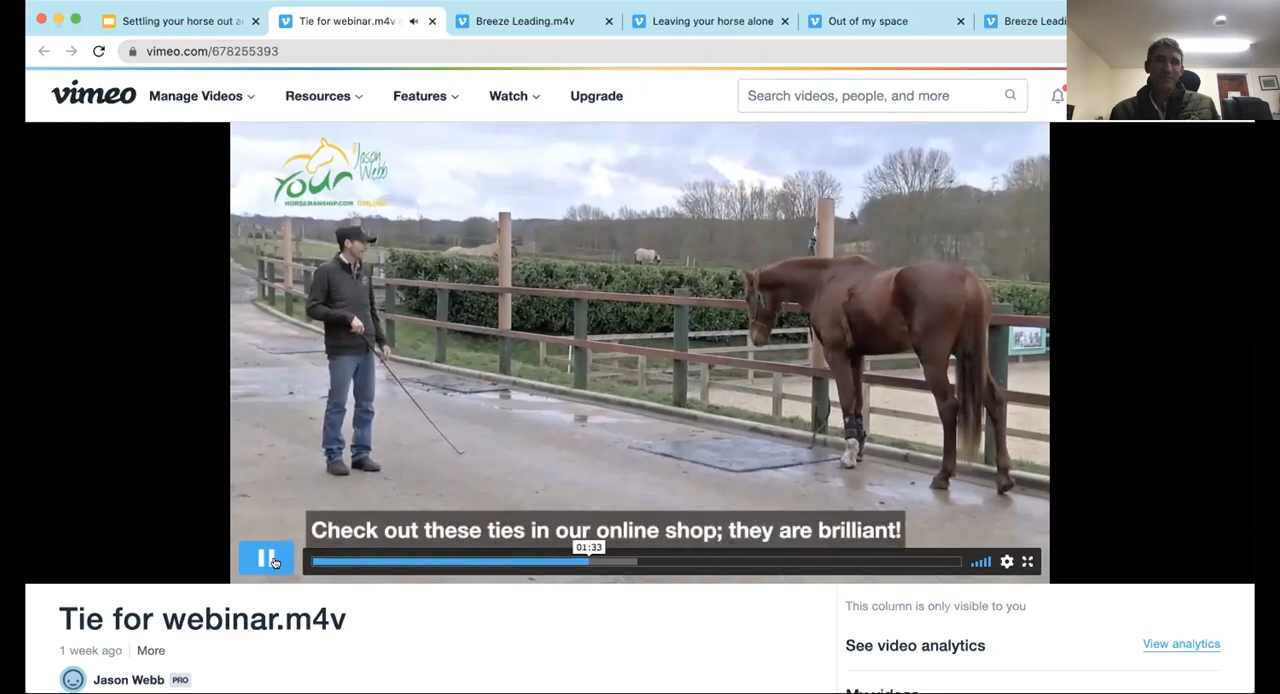 Settling your horse out a
Tie for webinar.m4v o
Breeze Leading.m4v
Leaving your horse alone
Out of my space
Breeze Leadi
vimeo.com/678255393
vimeo
Manage Videos
Resources
Features
Watch
Upgrade
Search videos, people, and more
Jason
Webb
YOUR
HORSEMANSHIP.COM ONLINE
Check out these ties in our online shop; they are brilliant!
01:33
Tie for webinar.m4v
1 week ago
More
Jason Webb PRO
This column is only visible to you
See video analytics
View analytics